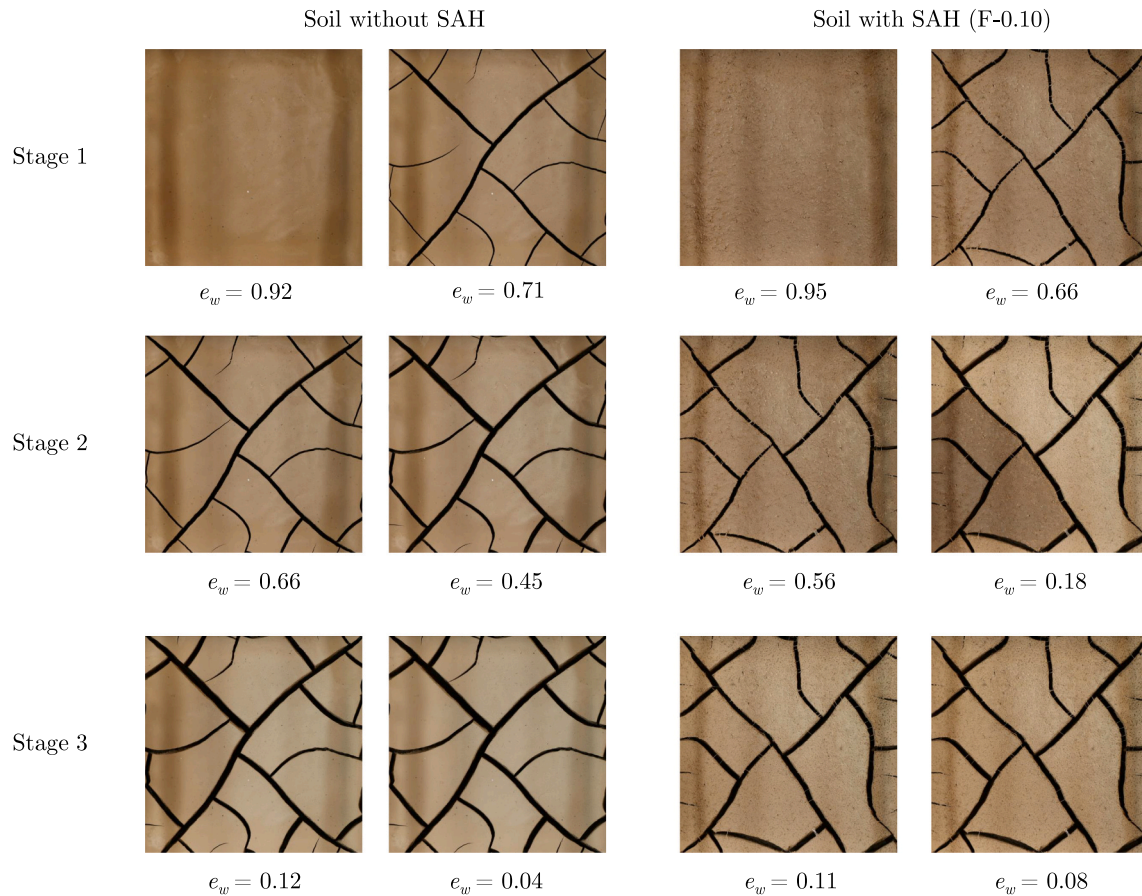 Soil without SAH
Soil with SAH (F-0.10)
Stage 1
e_w = 0.92
e_w = 0.71
e_w = 0.95
e_w = 0.66
Stage 2
e_w = 0.66
e_w = 0.45
e_w = 0.56
e_w = 0.18
Stage 3
e_w = 0.12
e_w = 0.04
e_w = 0.11
e_w = 0.08